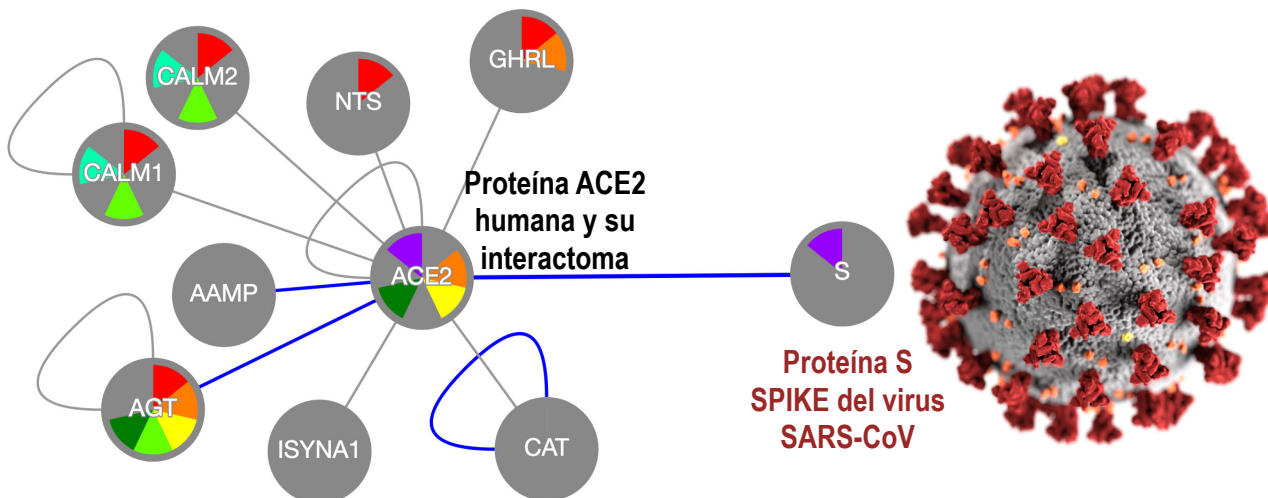 CALM2
NTS
GHRL
CALM1
Proteína ACE2
humana y su
interactoma
AAMP
ACE2
S
AGT
ISYNA1
CAT
Proteína S
SPIKE del virus
SARS-CoV